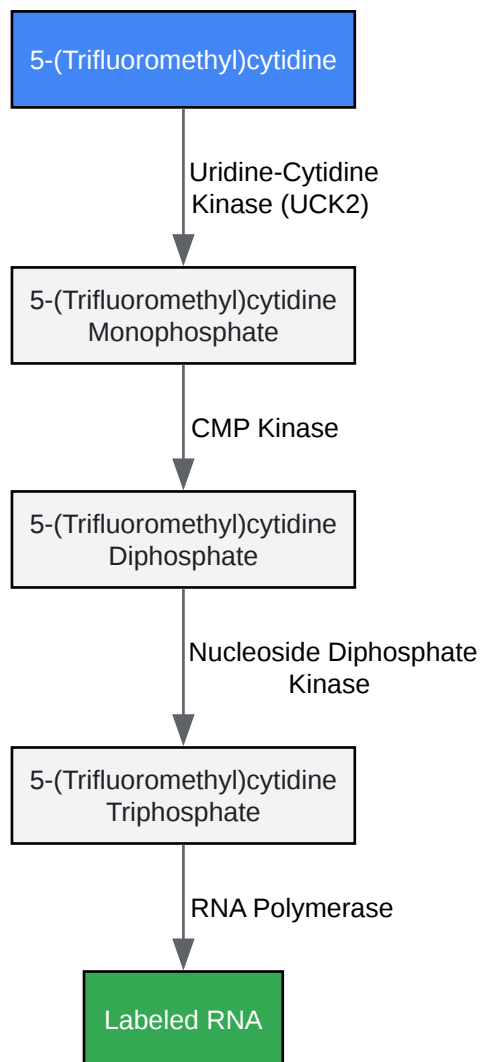 5-(Trifluoromethyl)cytidine
Uridine-Cytidine
Kinase (UCK2)
5-(Trifluoromethyl)cytidine
Monophosphate
CMP Kinase
5-(Trifluoromethyl)cytidine
Diphosphate
Nucleoside Diphosphate
Kinase
5-(Trifluoromethyl)cytidine
Triphosphate
RNA Polymerase
Labeled RNA